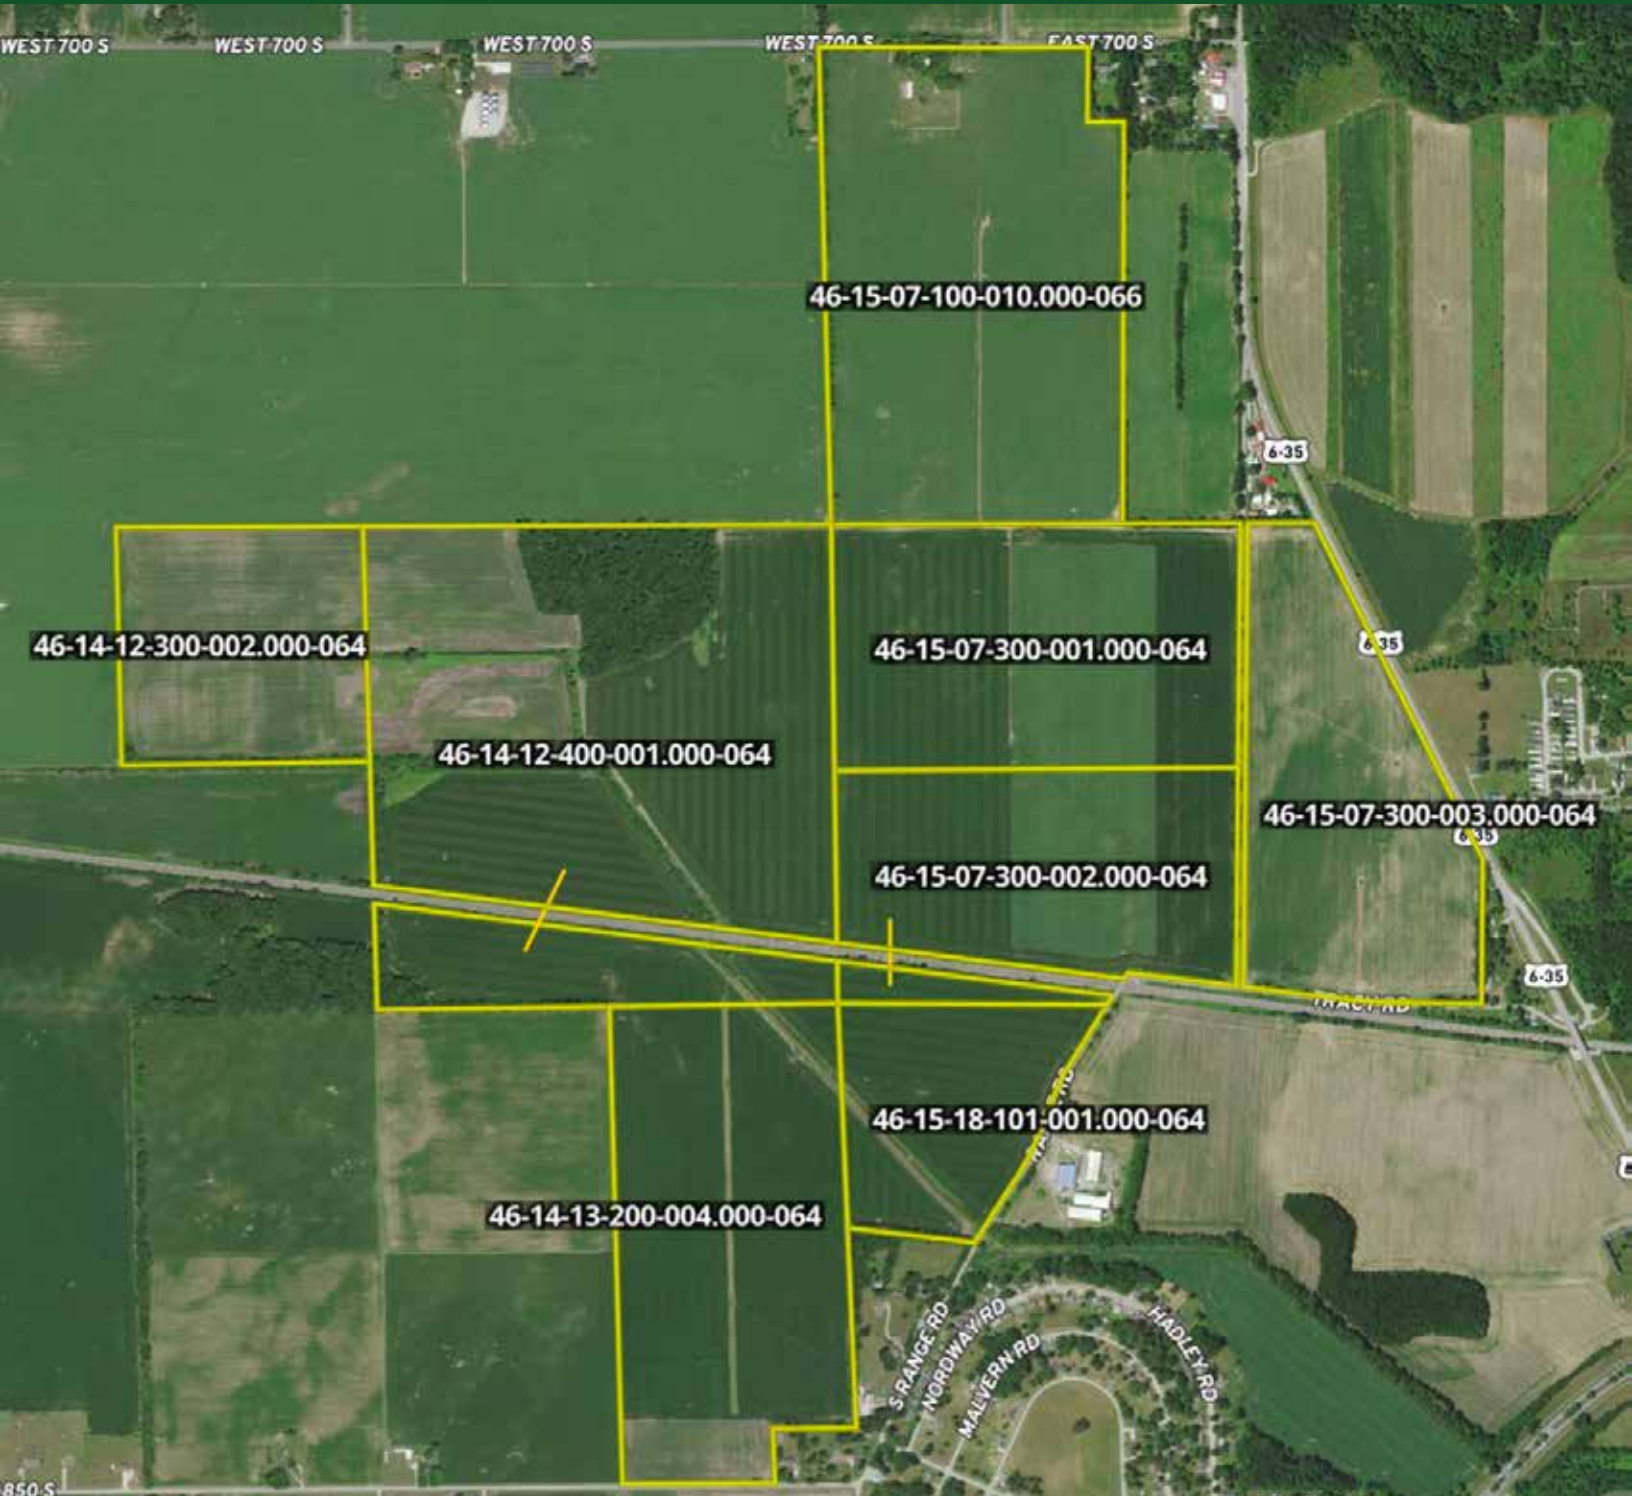 WEST 700 S
WEST 700 S
WEST 700 S
WEST 700 S
EAST 700 S
46-15-07-100-010.000-066
6-35
46-14-12-300-002.000-064
46-15-07-300-001.000-064
6-35
46-14-12-400-001.000-064
46-15-07-300-003.000-064
6-35
46-15-07-300-002.000-064
6-35
TRACY RD
RD
46-15-18-101-001.000-064
46-14-13-200-004.000-064
S RANGE RD
NORDWAY RD
MALVERN RD
HADLEY RD
850 S